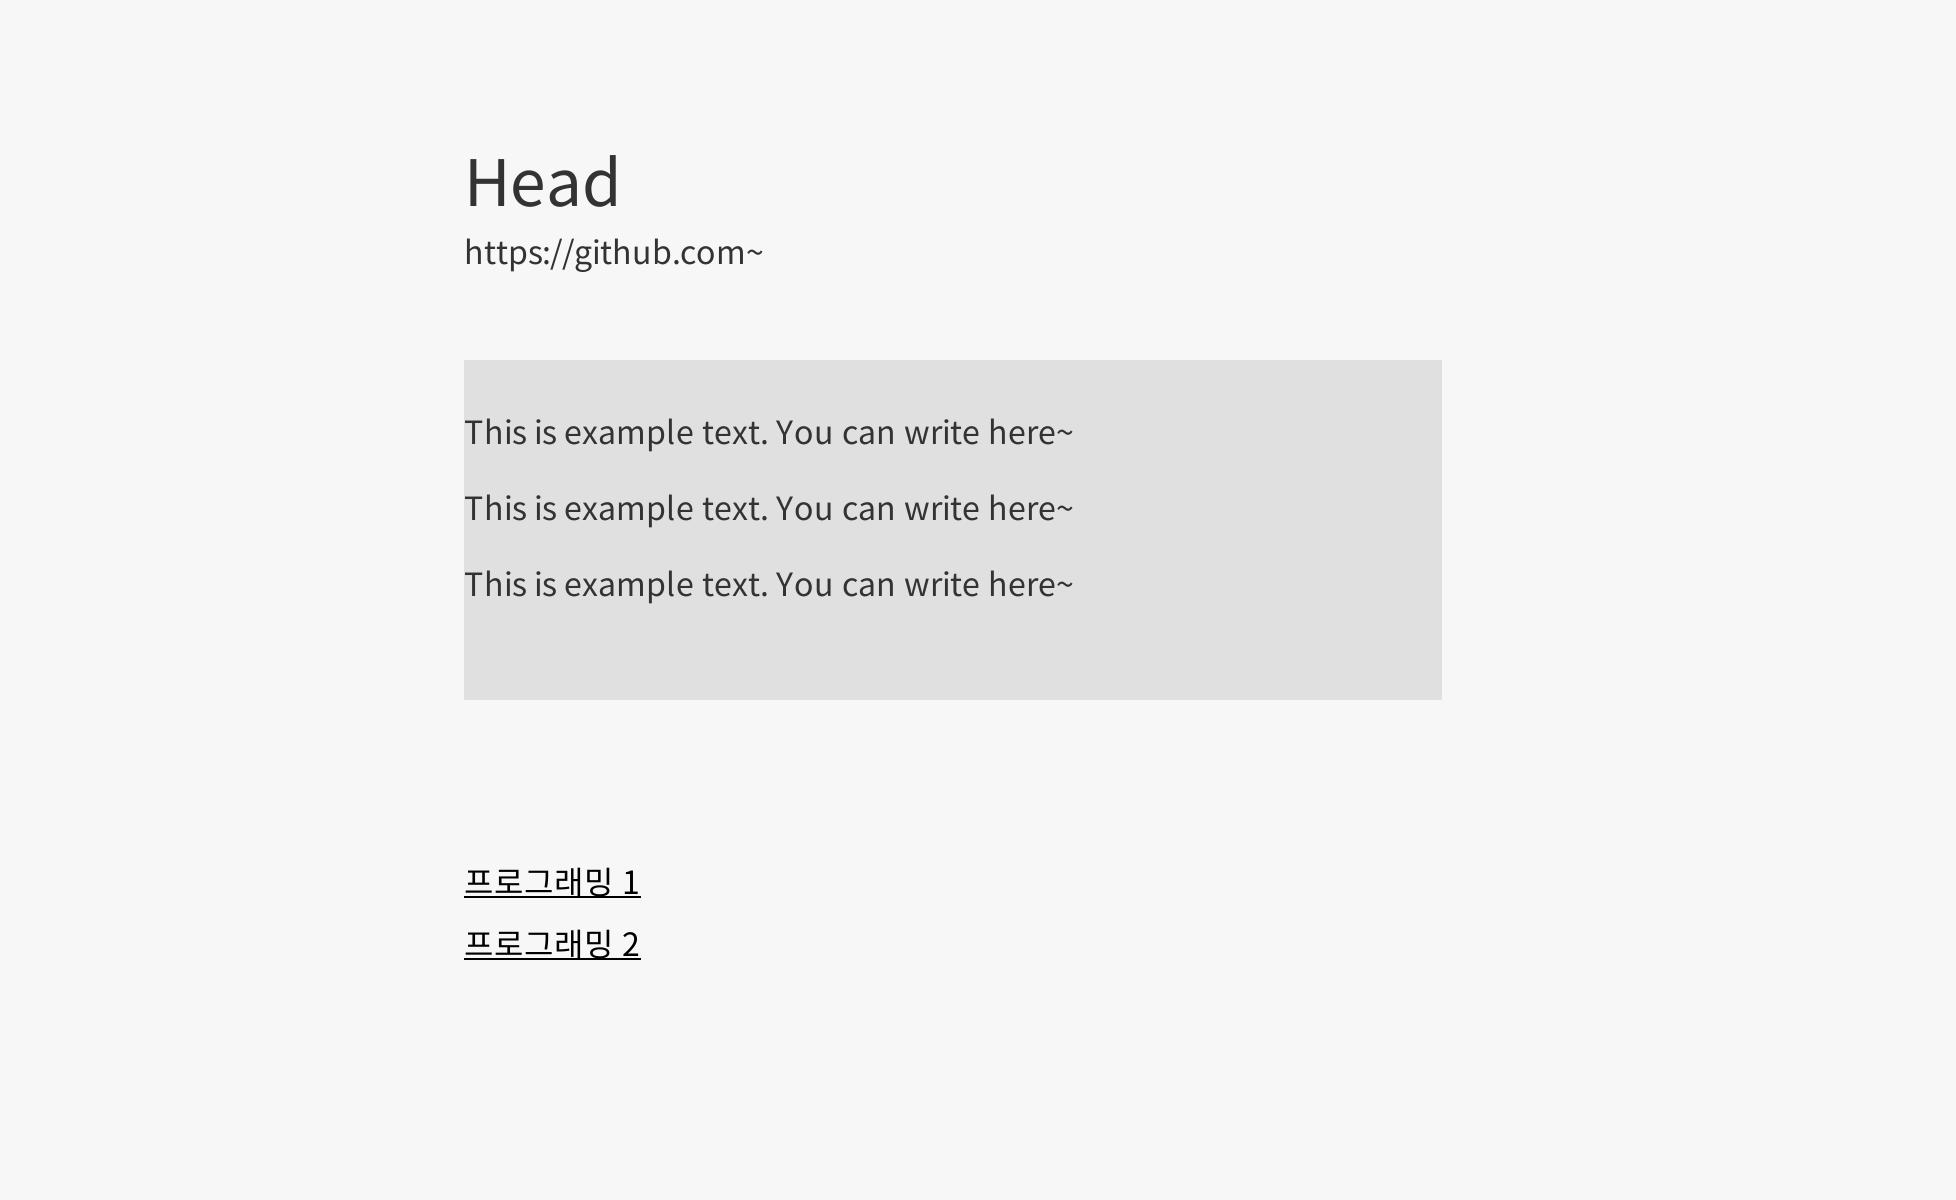 Head
https://github.com~
This is example text. You can write here~
This is example text. You can write here~
This is example text. You can write here~
프로그래밍 1
프로그래밍 2